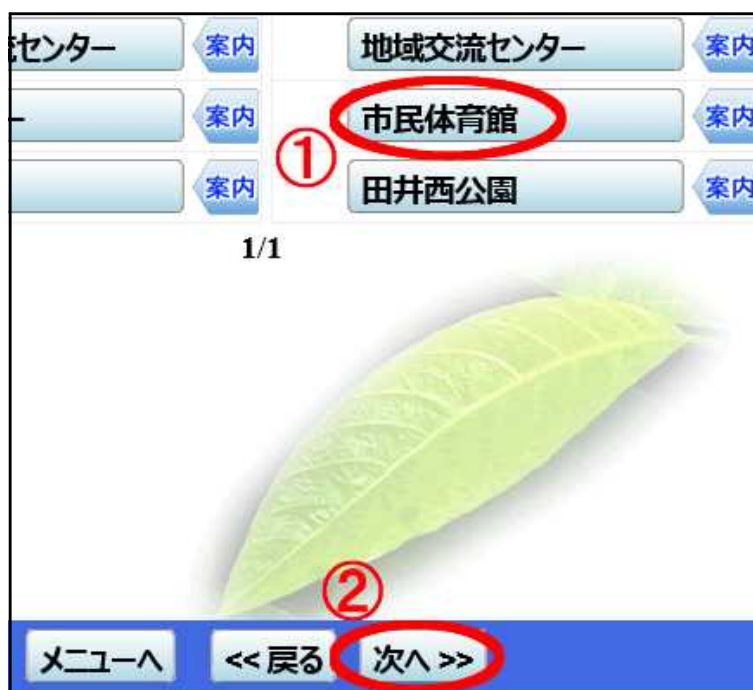 センター 案内 地域交流センター 案内
ー 案内 市民体育館 案内
①
案内 田井西公園 案内
1/1
②
メニューへ <<戻る 次へ>>